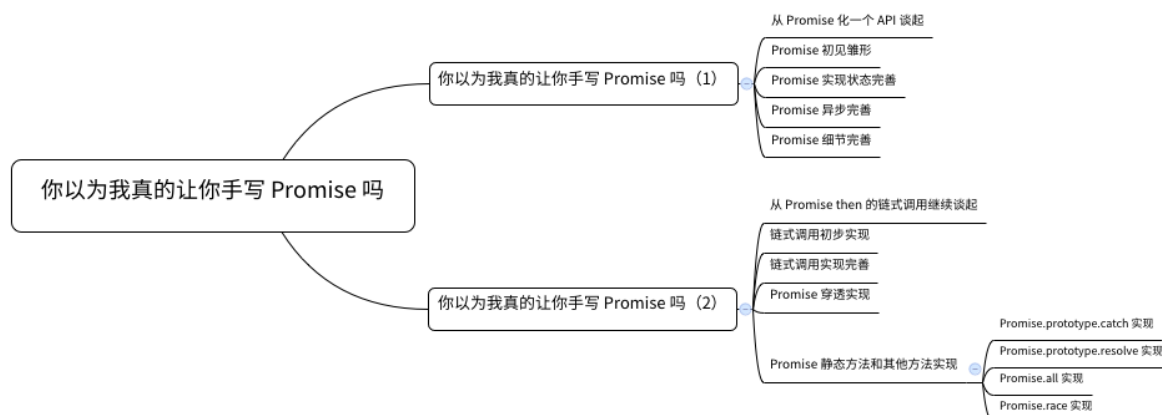 你以为我真的让你手写 Promise 吗
你以为我真的让你手写 Promise 吗（1）
从 Promise 化一个 API 谈起
Promise 初见雏形
Promise 实现状态完善
Promise 异步完善
Promise 细节完善
你以为我真的让你手写 Promise 吗（2）
从 Promise then 的链式调用继续谈起
链式调用初步实现
链式调用实现完善
Promise 穿透实现
Promise 静态方法和其他方法实现
Promise.prototype.catch 实现
Promise.prototype.resolve 实现
Promise.all 实现
Promise.race 实现